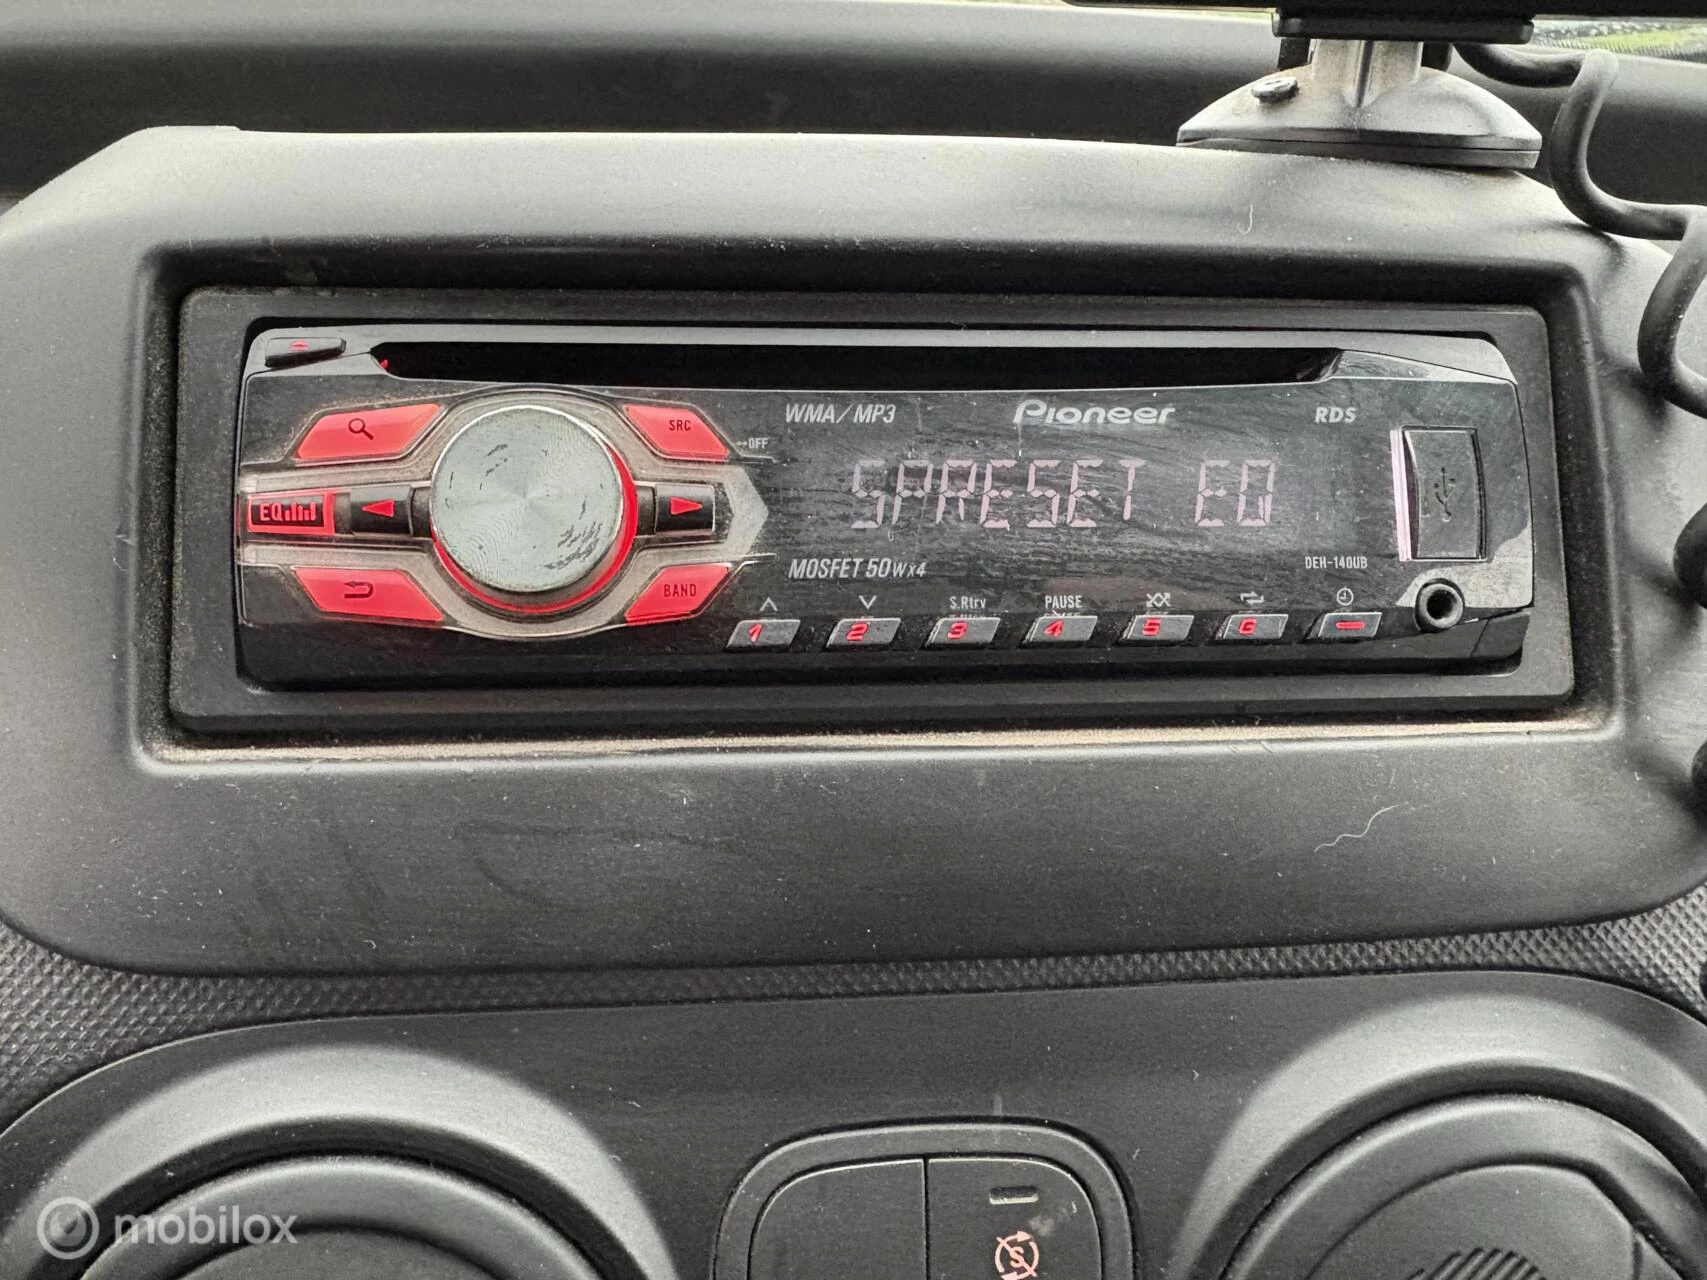 WMA/MP3 Pioneer RDS
SRC
OFF
SPRESET EQ
EQ
MOSFET 50Wx4 DEH-140UB
BAND
S.Rtrv PAUSE
1 2 3 4 5 6
S
mobilox